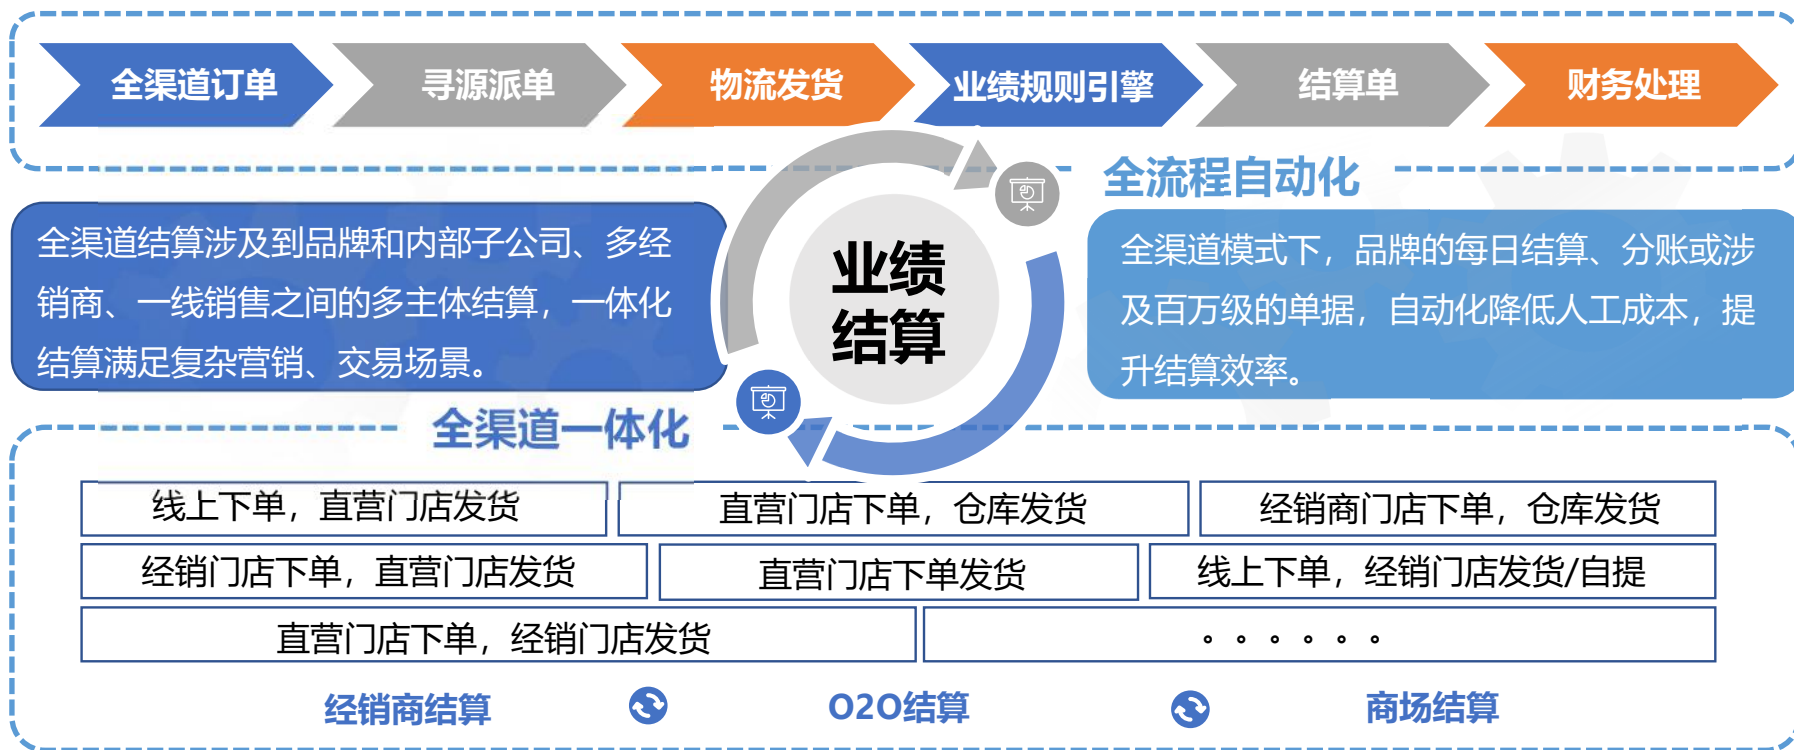 全渠道订单
寻源派单
物流发货
业绩规则引擎
结算单
财务处理
全流程自动化
全渠道结算涉及到品牌和内部子公司、多经
销商、一线销售之间的多主体结算，一体化
结算满足复杂营销、交易场景。
业绩
结算
全渠道模式下，品牌的每日结算、分账或涉
及百万级的单据，自动化降低人工成本，提
升结算效率。
全渠道一体化
线上下单，直营门店发货
直营门店下单，仓库发货
经销商门店下单，仓库发货
经销门店下单，直营门店发货
直营门店下单发货
线上下单，经销门店发货/自提
直营门店下单，经销门店发货
。。。。。。
经销商结算
O2O结算
商场结算